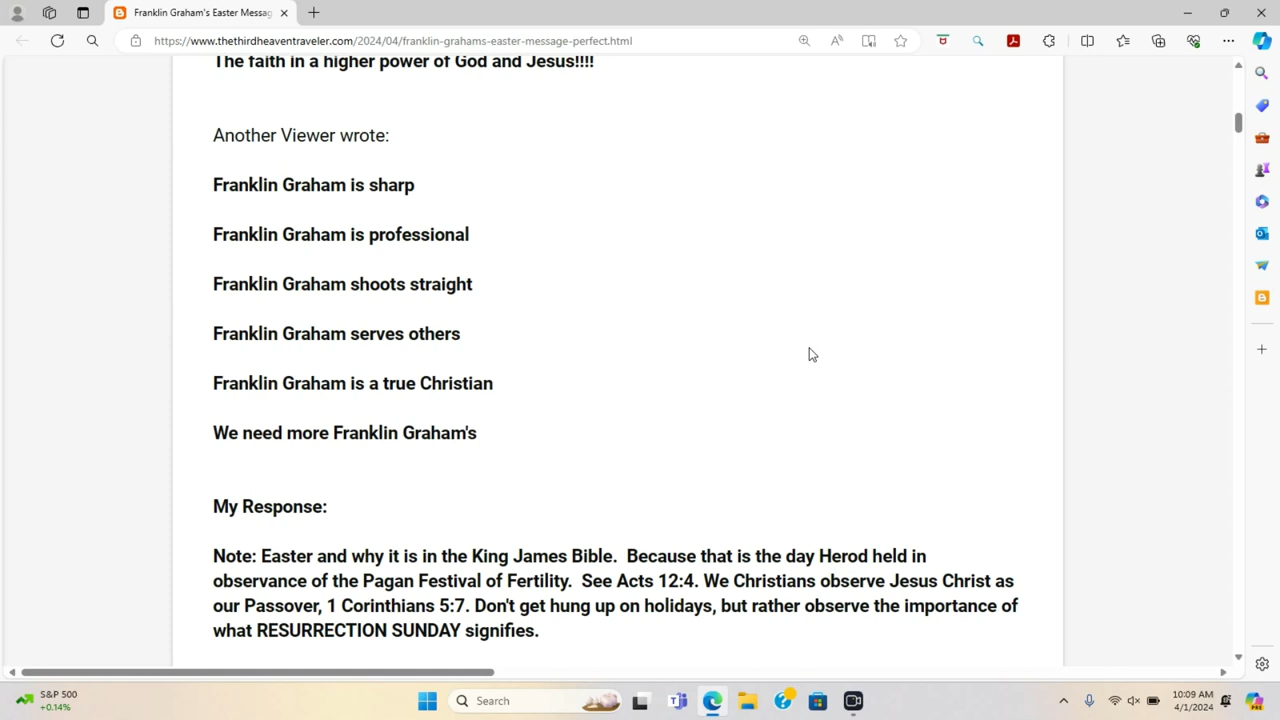 Franklin Graham's Easter Messag
https://www.thethirdheaventraveler.com/2024/04/franklin-grahams-easter-message-perfect.html
The faith in a higher power of God and Jesus!!!!
Another Viewer wrote:
Franklin Graham is sharp
Franklin Graham is professional
Franklin Graham shoots straight
Franklin Graham serves others
Franklin Graham is a true Christian
We need more Franklin Graham's
My Response:
Note: Easter and why it is in the King James Bible.  Because that is the day Herod held in
observance of the Pagan Festival of Fertility.  See Acts 12:4. We Christians observe Jesus Christ as
our Passover, 1 Corinthians 5:7. Don't get hung up on holidays, but rather observe the importance of
what RESURRECTION SUNDAY signifies.
S&P 500
+0.14%
Search
10:09 AM
4/1/2024